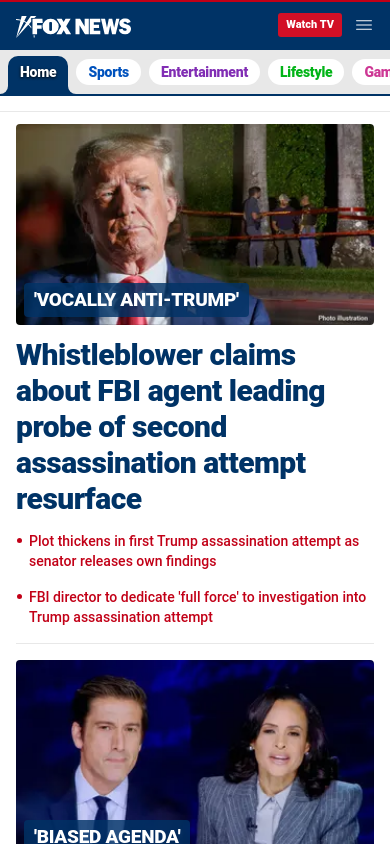 FOX NEWS
Watch TV
Home
Sports
Entertainment
Lifestyle
Gam
'VOCALLY ANTI-TRUMP'
Photo Illustration
Whistleblower claims
about FBI agent leading
probe of second
assassination attempt
resurface
• Plot thickens in first Trump assassination attempt as
senator releases own findings
• FBI director to dedicate 'full force' to investigation into
Trump assassination attempt
'BIASED AGENDA'